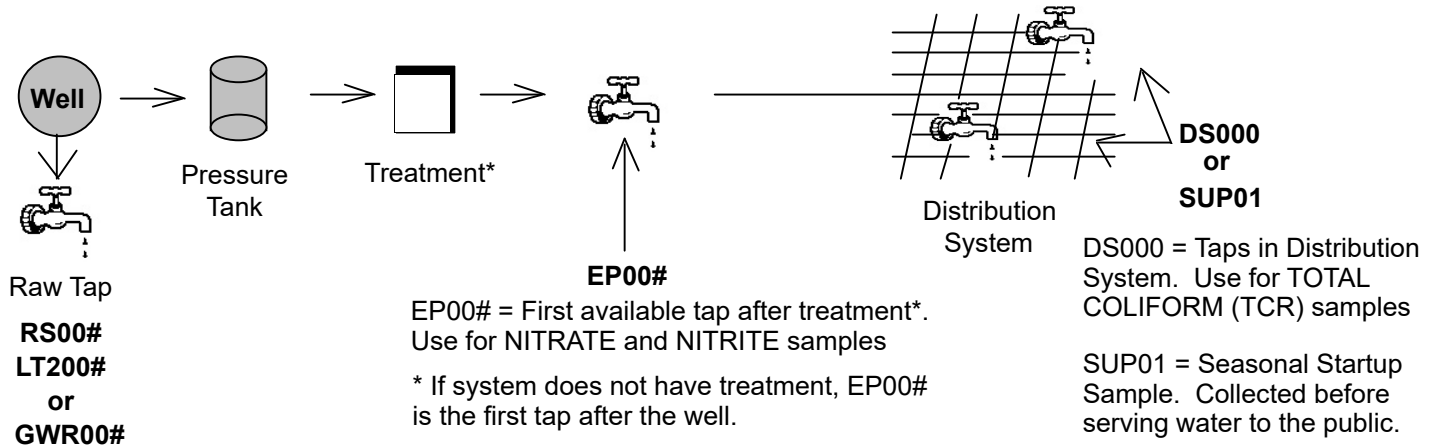 Well
Pressure
Tank
Treatment*
Raw Tap
RS00#
LT200#
or
GWR00#
EP00#
EP00# = First available tap after treatment*.
Use for NITRATE and NITRITE samples
* If system does not have treatment, EP00#
is the first tap after the well.
Distribution
System
DS000
or
SUP01
DS000 = Taps in Distribution
System.  Use for TOTAL
COLIFORM (TCR) samples
SUP01 = Seasonal Startup
Sample.  Collected before
serving water to the public.